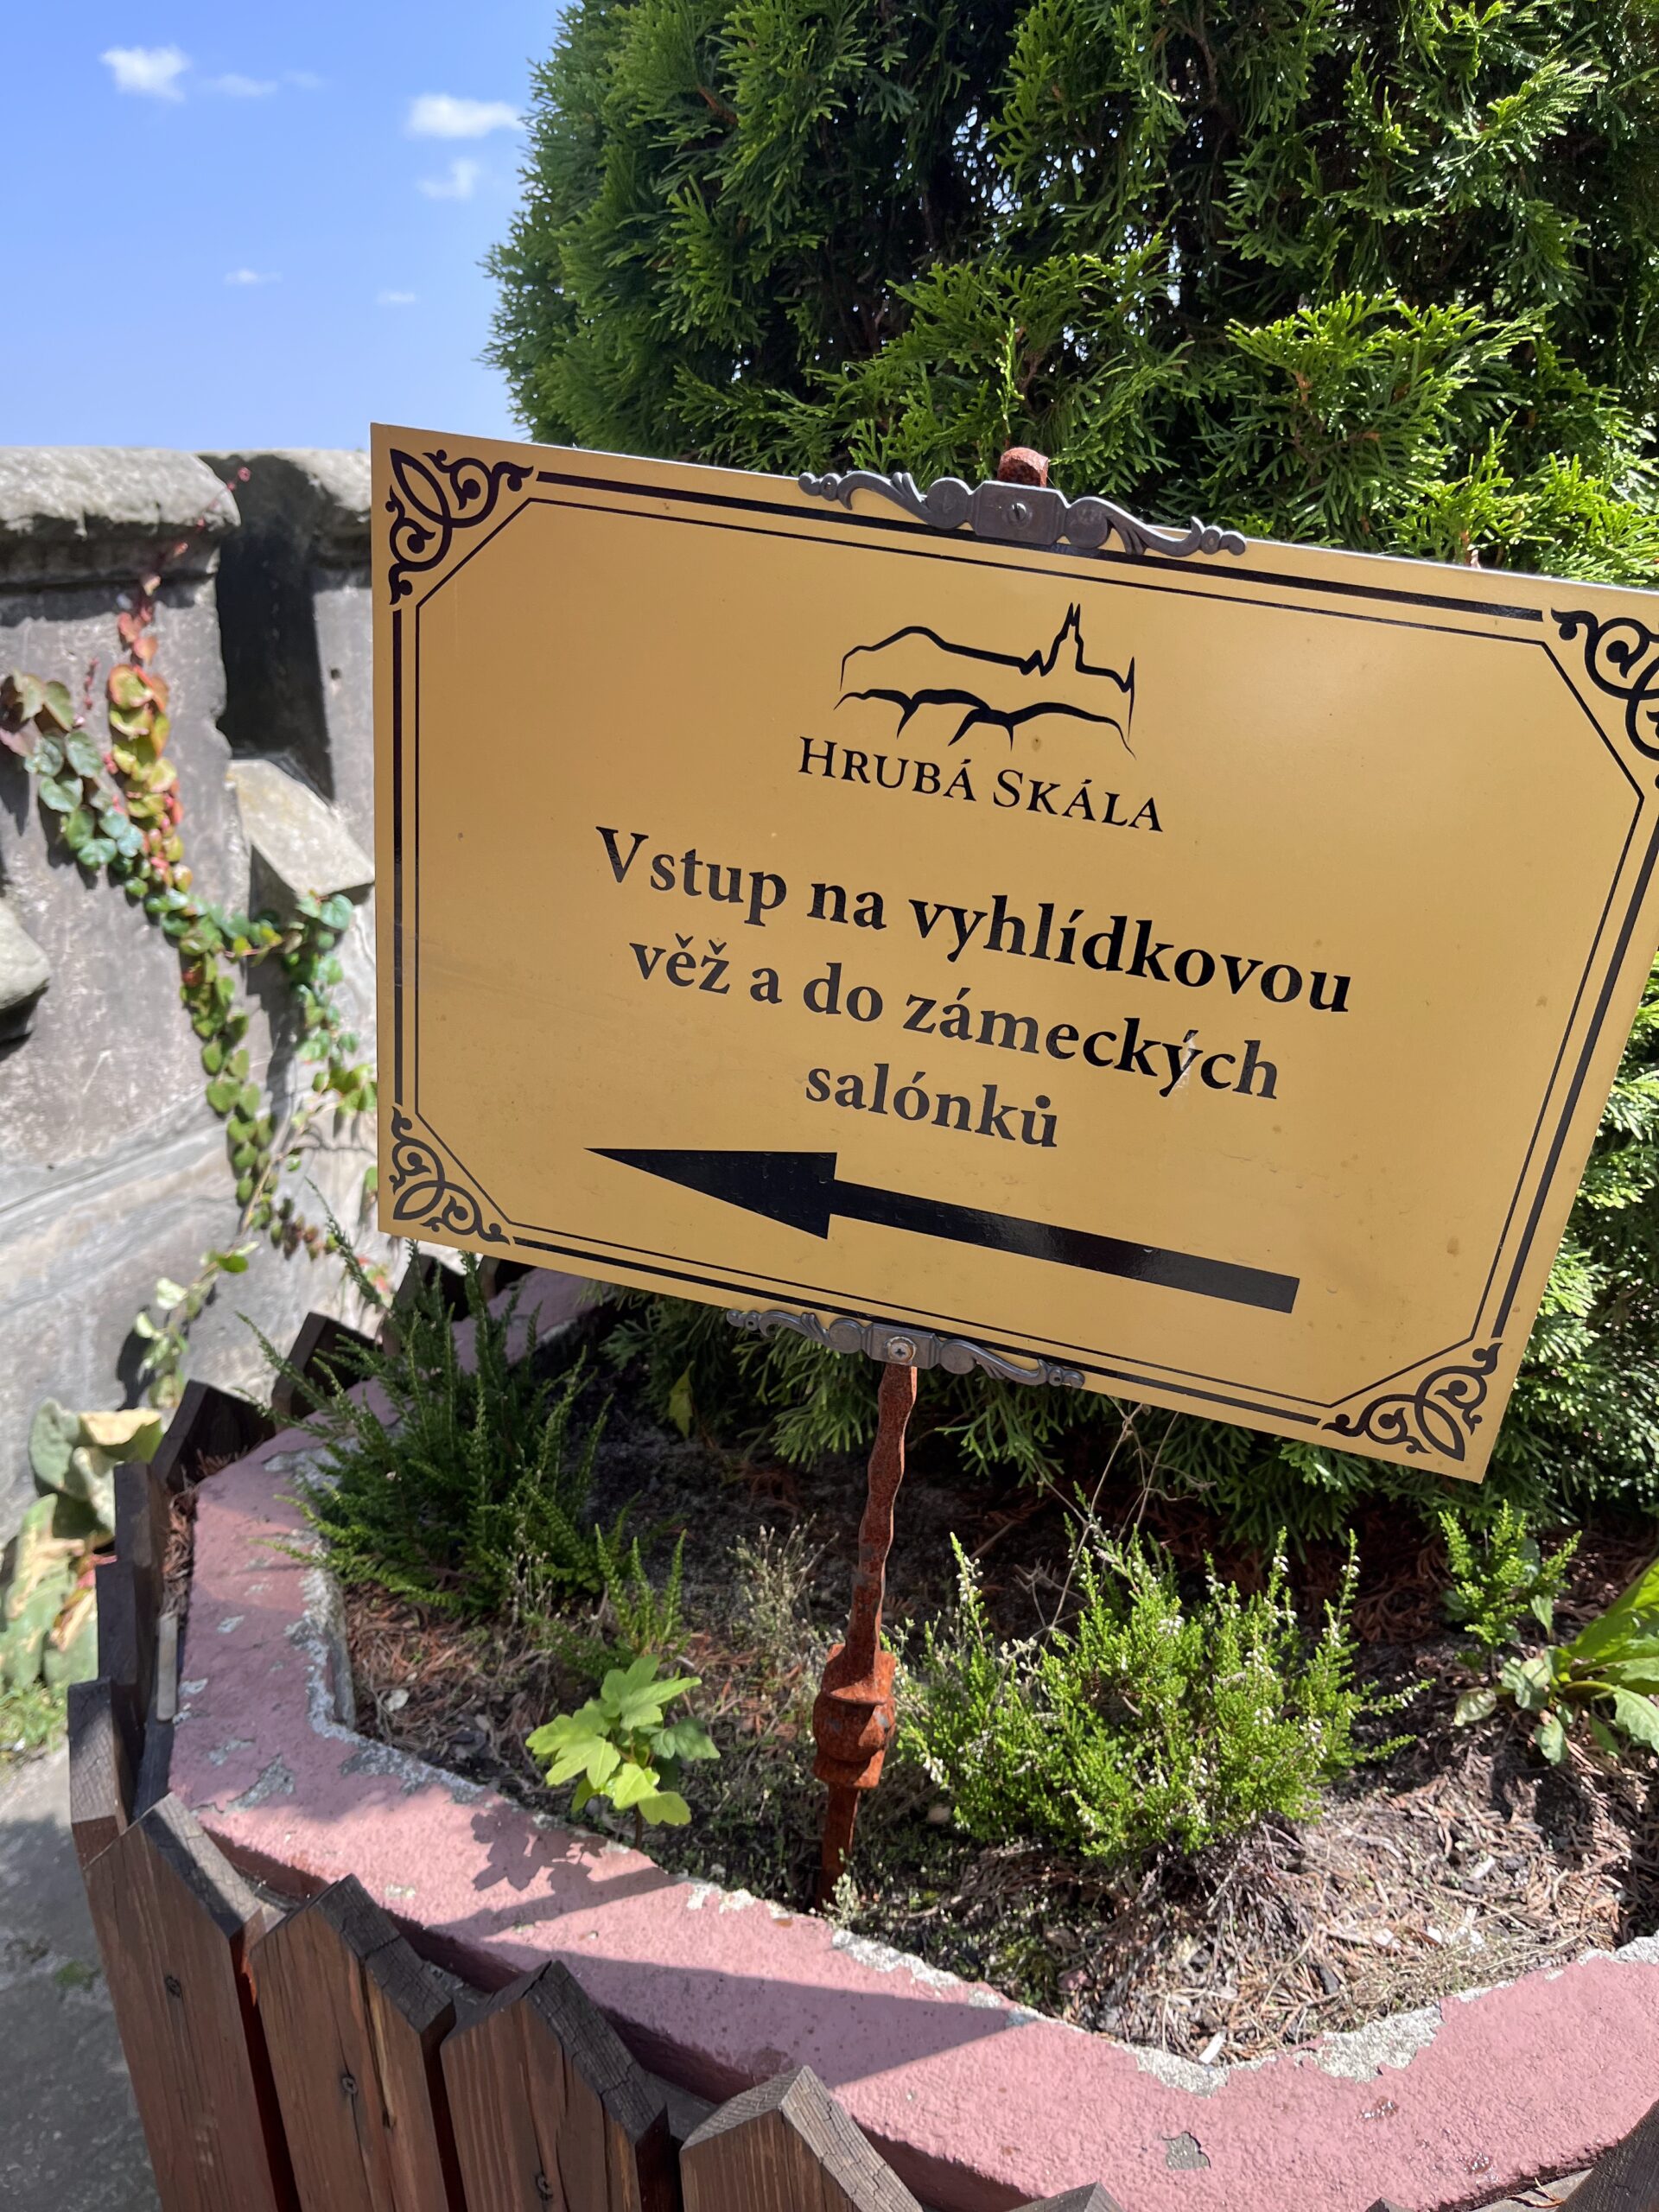 HRUBÁ SKÁLA
Vstup na vyhlídkovou
věž a do zámeckých
salónků